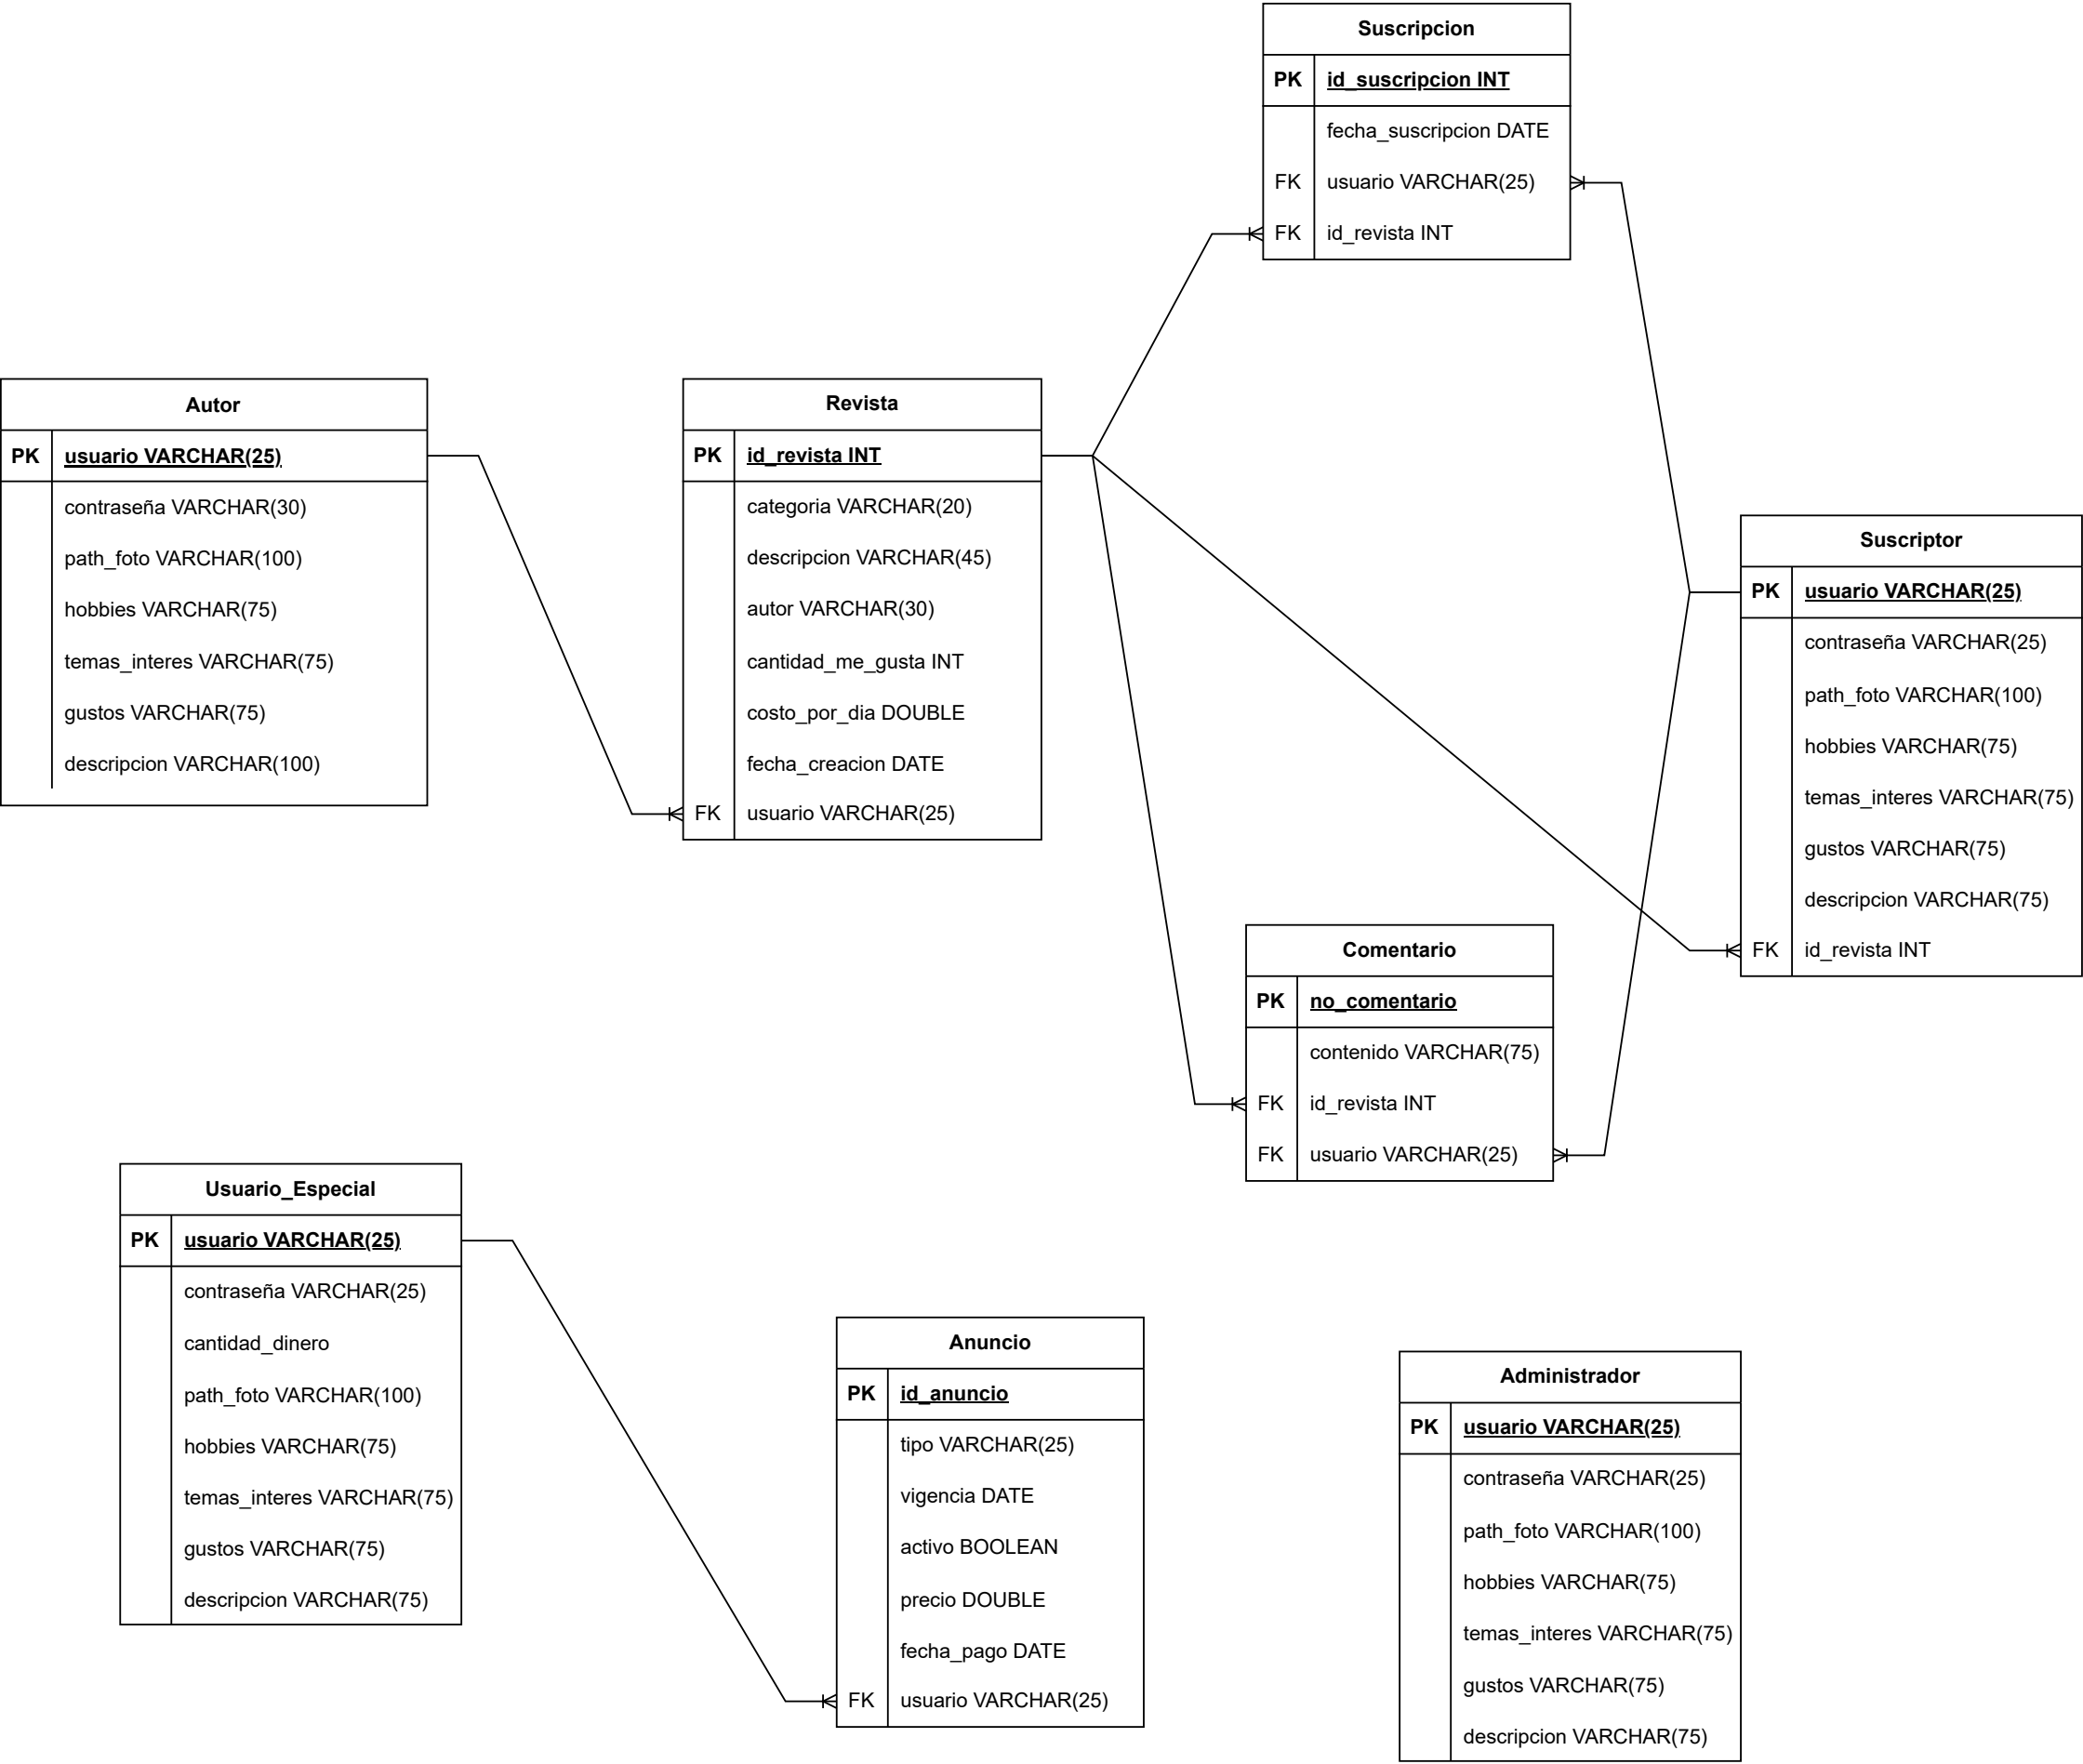 Suscripcion
PK id_suscripcion INT
fecha_suscripcion DATE
FK usuario VARCHAR(25)
FK id_revista INT
Autor
PK usuario VARCHAR(25)
contraseña VARCHAR(30)
path_foto VARCHAR(100)
hobbies VARCHAR(75)
temas_interes VARCHAR(75)
gustos VARCHAR(75)
descripcion VARCHAR(100)
Revista
PK id_revista INT
categoria VARCHAR(20)
descripcion VARCHAR(45)
autor VARCHAR(30)
cantidad_me_gusta INT
costo_por_dia DOUBLE
fecha_creacion DATE
FK usuario VARCHAR(25)
Suscriptor
PK usuario VARCHAR(25)
contraseña VARCHAR(25)
path_foto VARCHAR(100)
hobbies VARCHAR(75)
temas_interes VARCHAR(75)
gustos VARCHAR(75)
descripcion VARCHAR(75)
FK id_revista INT
Comentario
PK no_comentario
contenido VARCHAR(75)
FK id_revista INT
FK usuario VARCHAR(25)
Usuario_Especial
PK usuario VARCHAR(25)
contraseña VARCHAR(25)
cantidad_dinero
path_foto VARCHAR(100)
hobbies VARCHAR(75)
temas_interes VARCHAR(75)
gustos VARCHAR(75)
descripcion VARCHAR(75)
Anuncio
PK id_anuncio
tipo VARCHAR(25)
vigencia DATE
activo BOOLEAN
precio DOUBLE
fecha_pago DATE
FK usuario VARCHAR(25)
Administrador
PK usuario VARCHAR(25)
contraseña VARCHAR(25)
path_foto VARCHAR(100)
hobbies VARCHAR(75)
temas_interes VARCHAR(75)
gustos VARCHAR(75)
descripcion VARCHAR(75)